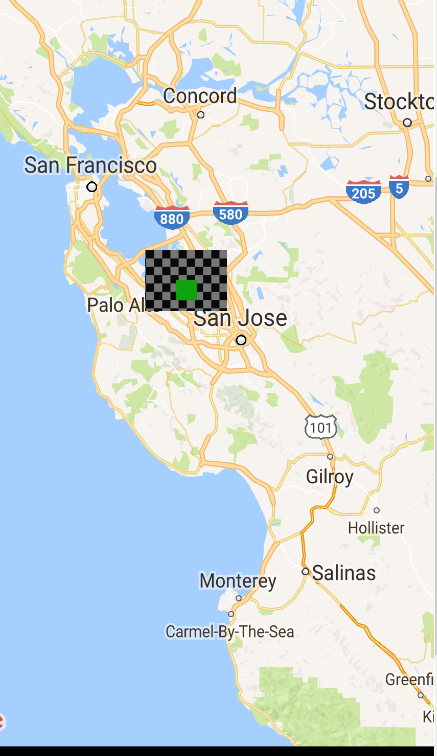 Concord
Stockto
San Francisco
205
5
880
580
Palo Al
San Jose
101
Gilroy
Hollister
Salinas
Monterey
Carmel-By-The-Sea
Greenfi
Ki